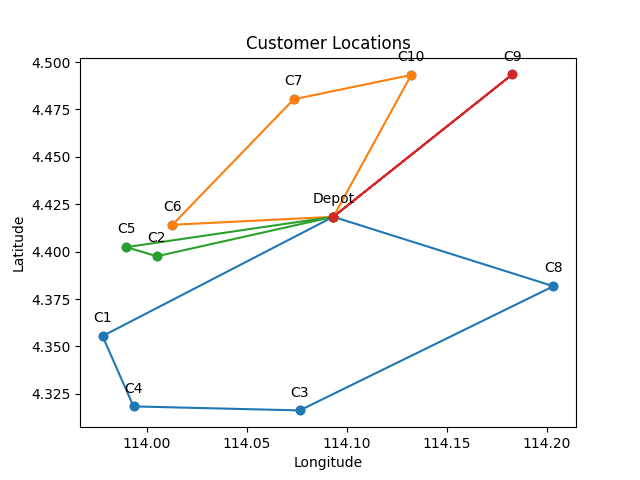 Customer Locations
C10
C9
C7
Depot
C6
C5
C2
C8
C1
C4
C3
4.500
4.475
4.450
4.425
4.400
4.375
4.350
4.325
Latitude
114.00
114.05
114.10
114.15
114.20
Longitude